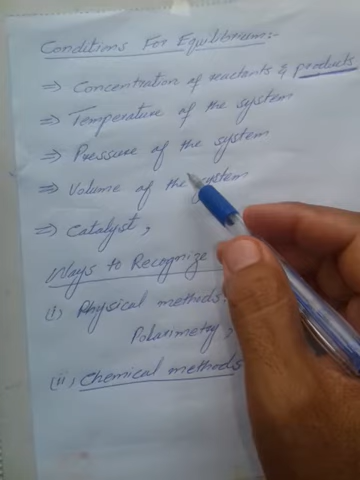 Conditions For Equilibrium:-
⇒ Concentration of reactants & products
⇒ Temperature of the system
⇒ Pressure of the system
⇒ Volume of the system
⇒ Catalyst,
Ways to Recognize
(i) Physical methods.
Polarimetry,
(ii), Chemical methods